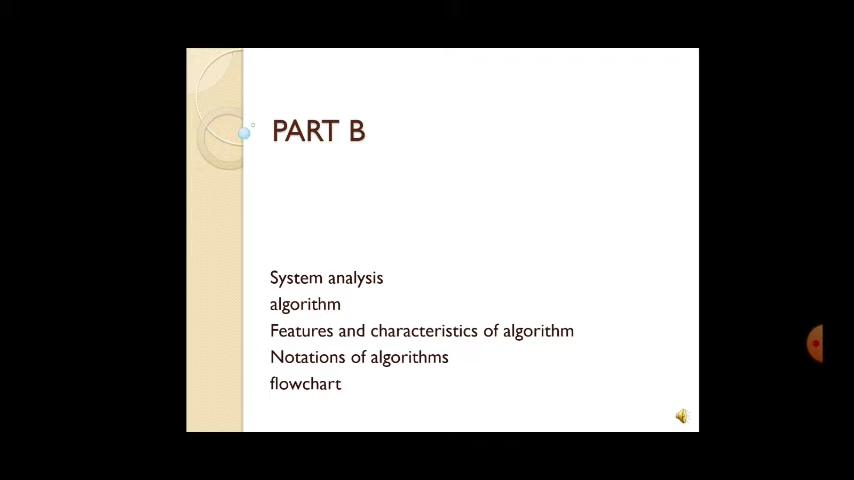 PART B
System analysis
algorithm
Features and characteristics of algorithm
Notations of algorithms
flowchart